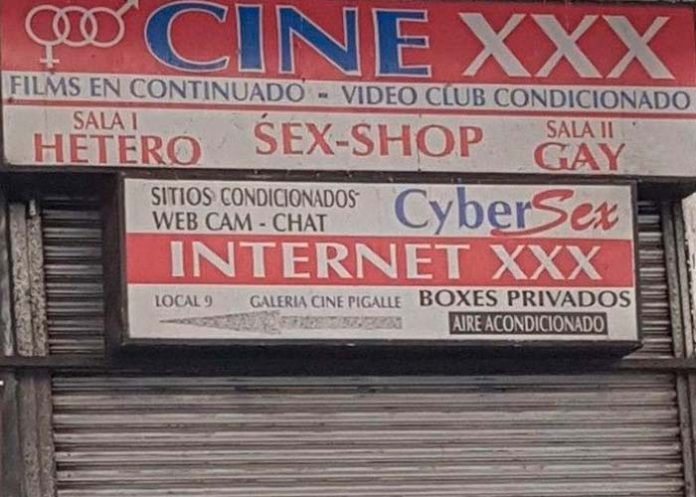 CINE XXX
FILMS EN CONTINUADO - VIDEO CLUB CONDICIONADO
SALA I
HETERO
SEX-SHOP
SALA II
GAY
SITIOS CONDICIONADOS
WEB CAM - CHAT
CyberSex
INTERNET XXX
LOCAL 9 GALERIA CINE PIGALLE BOXES PRIVADOS
AIRE ACONDICIONADO